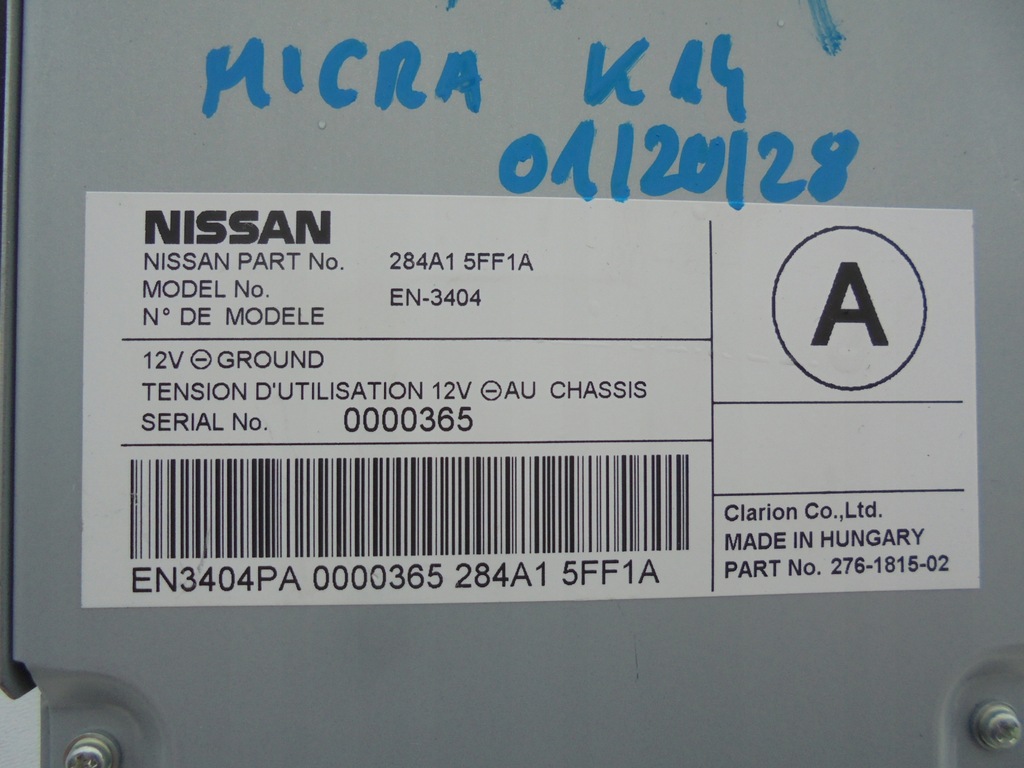 MICRA K14
01/20/28
NISSAN
NISSAN PART No. 284A1 5FF1A
MODEL No. EN-3404
N° DE MODELE
12V ⊖ GROUND
TENSION D'UTILISATION 12V ⊖ AU CHASSIS
SERIAL No. 0000365
EN3404PA 0000365 284A1 5FF1A
A
Clarion Co.,Ltd.
MADE IN HUNGARY
PART No. 276-1815-02